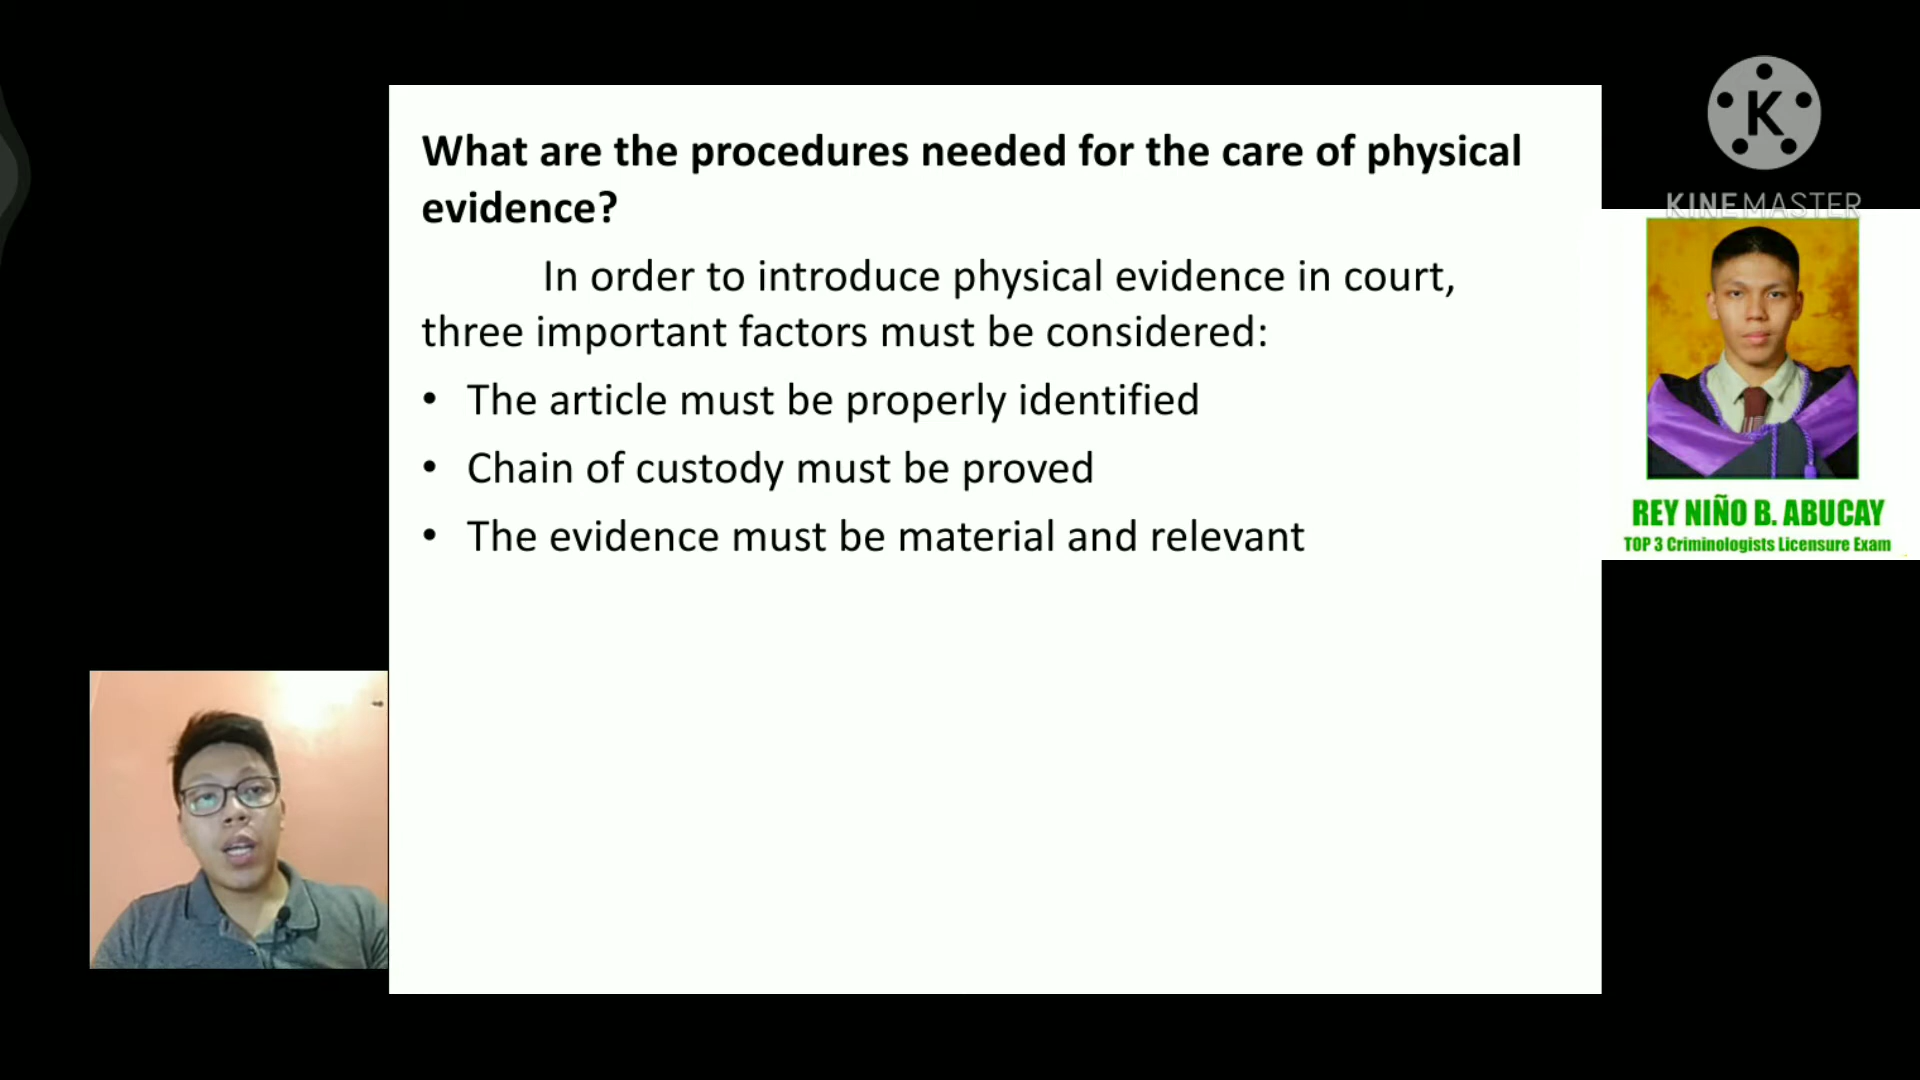 What are the procedures needed for the care of physical
evidence?
In order to introduce physical evidence in court,
three important factors must be considered:
• The article must be properly identified
• Chain of custody must be proved
• The evidence must be material and relevant
K
KINEMASTER
REY NIÑO B. ABUCAY
TOP 3 Criminologists Licensure Exam